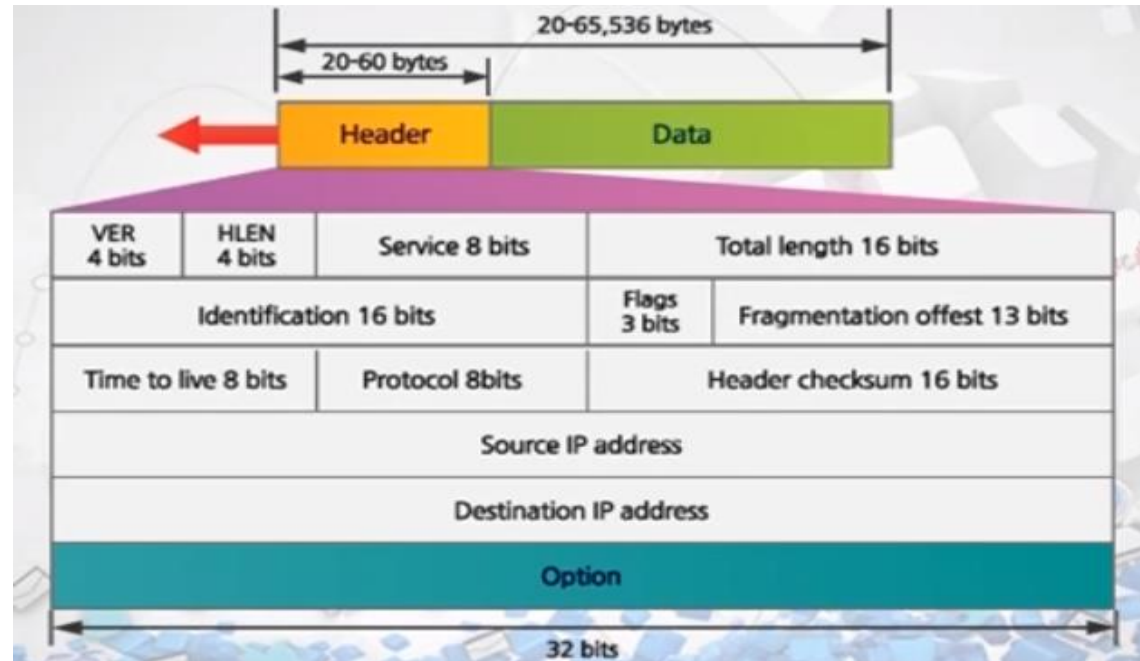 20-65,536 bytes
20-60 bytes
Header
Data
VER
4 bits
HLEN
4 bits
Service 8 bits
Total length 16 bits
Identification 16 bits
Flags
3 bits
Fragmentation offest 13 bits
Time to live 8 bits
Protocol 8bits
Header checksum 16 bits
Source IP address
Destination IP address
Option
32 bits